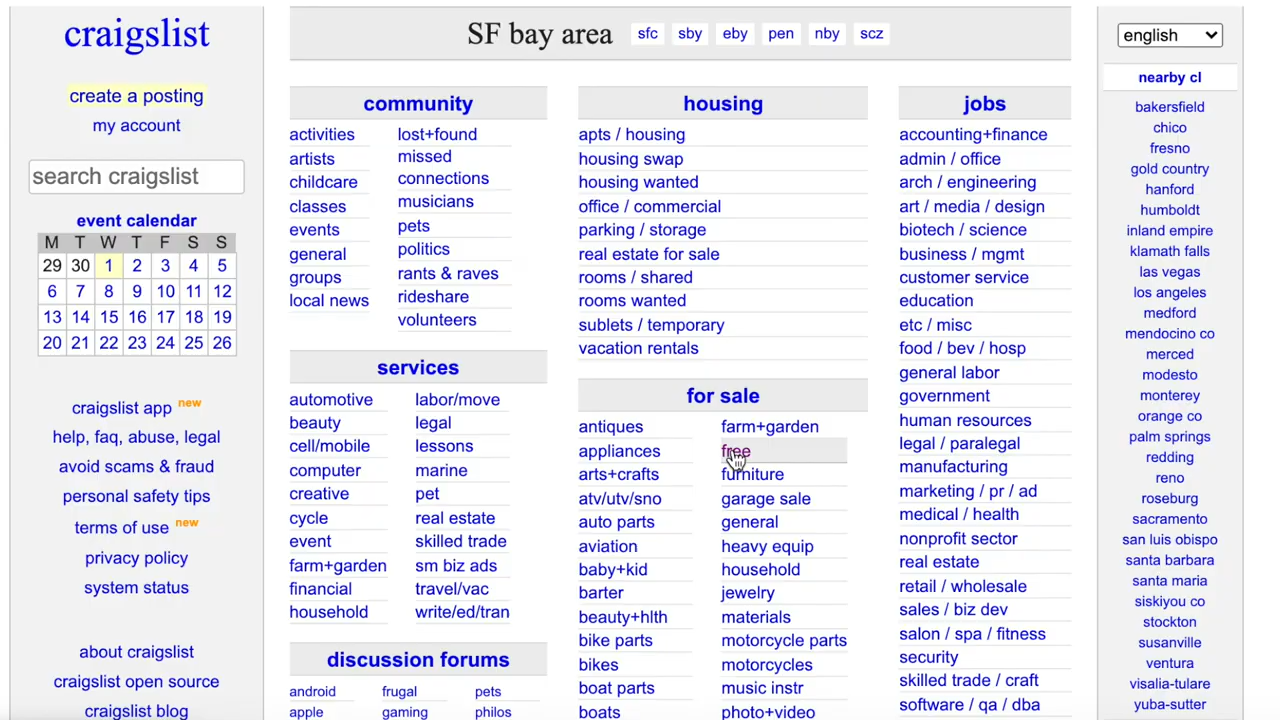 craigslist
create a posting
my account
search craigslist
event calendar
M T W T F S S
29 30 1 2 3 4 5
6 7 8 9 10 11 12
13 14 15 16 17 18 19
20 21 22 23 24 25 26
craigslist app new
help, faq, abuse, legal
avoid scams & fraud
personal safety tips
terms of use new
privacy policy
system status
about craigslist
craigslist open source
craigslist blog
SF bay area sfc sby eby pen nby scz
community
activities
artists
childcare
classes
events
general
groups
local news
lost+found
missed
connections
musicians
pets
politics
rants & raves
rideshare
volunteers
services
automotive
beauty
cell/mobile
computer
creative
cycle
event
farm+garden
financial
household
labor/move
legal
lessons
marine
pet
real estate
skilled trade
sm biz ads
travel/vac
write/ed/tran
discussion forums
android
apple
frugal
gaming
pets
philos
housing
apts / housing
housing swap
housing wanted
office / commercial
parking / storage
real estate for sale
rooms / shared
rooms wanted
sublets / temporary
vacation rentals
for sale
antiques
appliances
arts+crafts
atv/utv/sno
auto parts
aviation
baby+kid
barter
beauty+hlth
bike parts
bikes
boat parts
boats
farm+garden
free
furniture
garage sale
general
heavy equip
household
jewelry
materials
motorcycle parts
motorcycles
music instr
photo+video
jobs
accounting+finance
admin / office
arch / engineering
art / media / design
biotech / science
business / mgmt
customer service
education
etc / misc
food / bev / hosp
general labor
government
human resources
legal / paralegal
manufacturing
marketing / pr / ad
medical / health
nonprofit sector
real estate
retail / wholesale
sales / biz dev
salon / spa / fitness
security
skilled trade / craft
software / qa / dba
english
nearby cl
bakersfield
chico
fresno
gold country
hanford
humboldt
inland empire
klamath falls
las vegas
los angeles
medford
mendocino co
merced
modesto
monterey
orange co
palm springs
redding
reno
roseburg
sacramento
san luis obispo
santa barbara
santa maria
siskiyou co
stockton
susanville
ventura
visalia-tulare
yuba-sutter